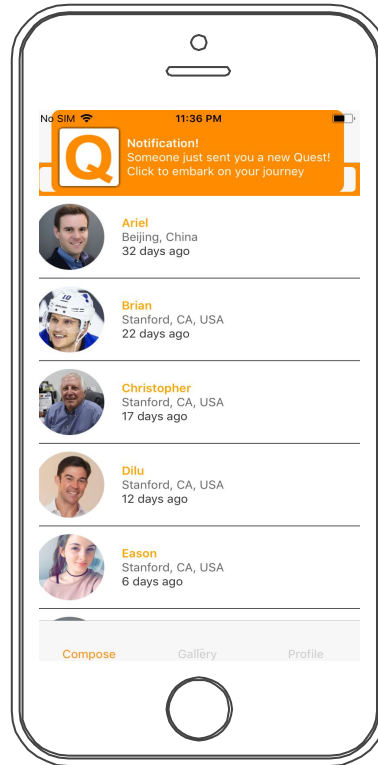 No SIM
11:36 PM
Q
Notification!
Someone just sent you a new Quest!
Click to embark on your journey
Ariel
Beijing, China
32 days ago
10
Brian
Stanford, CA, USA
22 days ago
Christopher
Stanford, CA, USA
17 days ago
Dilu
Stanford, CA, USA
12 days ago
Eason
Stanford, CA, USA
6 days ago
Compose
Gallery
Profile